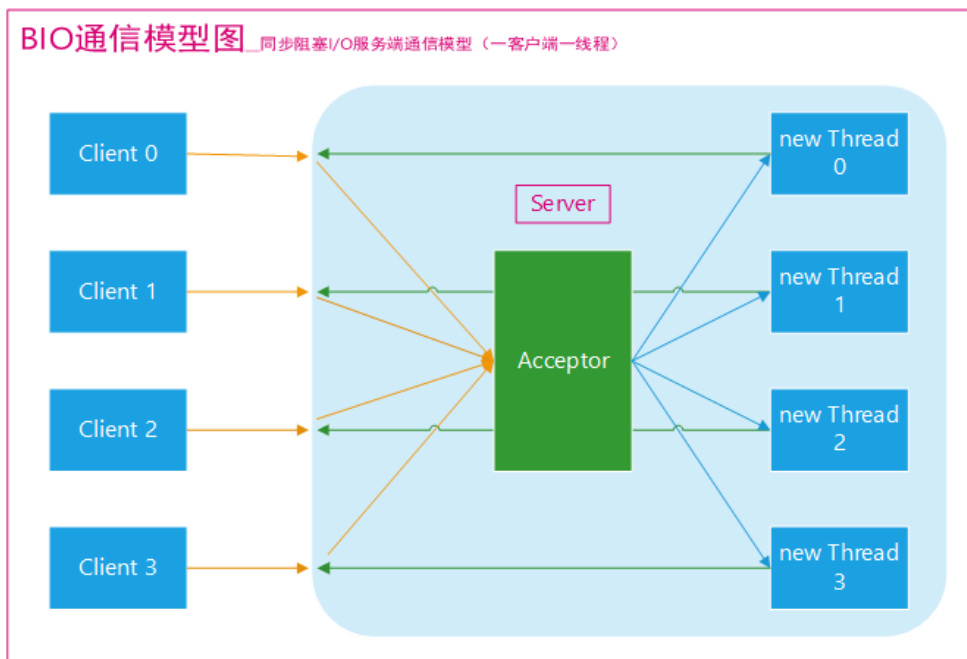 BIO通信模型图_同步阻塞I/O服务端通信模型（一客户端一线程）
Client 0
new Thread
0
Server
Client 1
new Thread
1
Acceptor
Client 2
new Thread
2
Client 3
new Thread
3